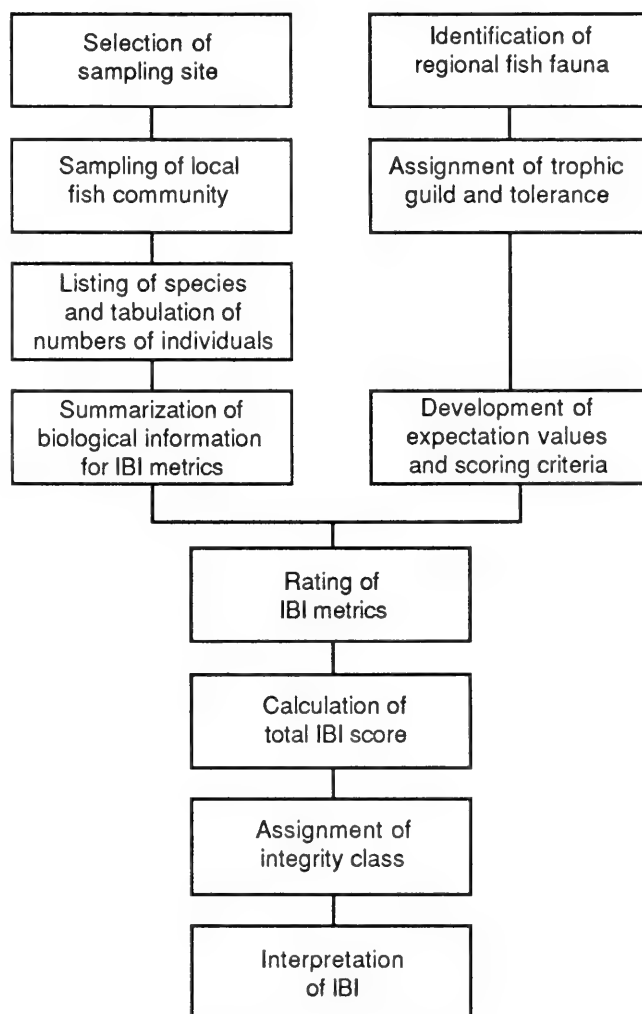 Selection of
sampling site
Identification of
regional fish fauna
Sampling of local
fish community
Assignment of trophic
guild and tolerance
Listing of species
and tabulation of
numbers of individuals
Summarization of
biological information
for IBI metrics
Development of
expectation values
and scoring criteria
Rating of
IBI metrics
Calculation of
total IBI score
Assignment of
integrity class
Interpretation
of IBI